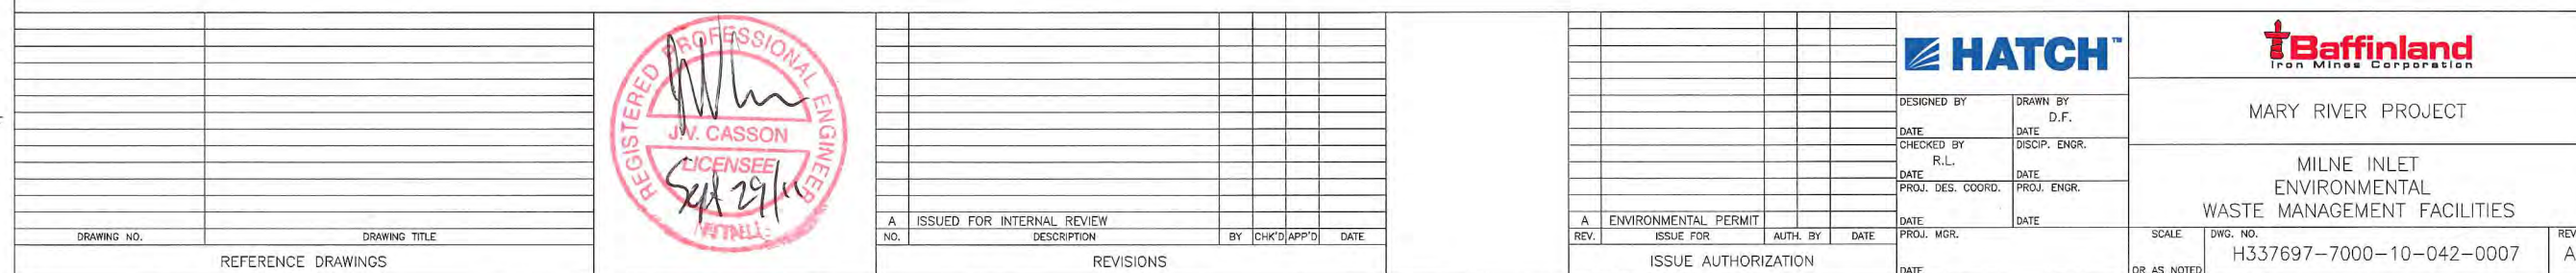 DRAWING NO.
DRAWING TITLE
REFERENCE DRAWINGS
REGISTERED PROFESSIONAL ENGINEER
J.V. CASSON
LICENSEE
Sept 29/11
A ISSUED FOR INTERNAL REVIEW
NO. DESCRIPTION BY CHK'D APP'D DATE
REVISIONS
A ENVIRONMENTAL PERMIT
REV. ISSUE FOR AUTH. BY DATE
ISSUE AUTHORIZATION
HATCH™
DESIGNED BY
DATE
DRAWN BY
D.F.
DATE
CHECKED BY
R.L.
DATE
DISCIP. ENGR.
DATE
PROJ. DES. COORD.
DATE
PROJ. ENGR.
DATE
PROJ. MGR.
DATE
Baffinland
Iron Mines Corporation
MARY RIVER PROJECT
MILNE INLET
ENVIRONMENTAL
WASTE MANAGEMENT FACILITIES
SCALE
OR AS NOTED
DWG. NO.
H337697-7000-10-042-0007
REV
A